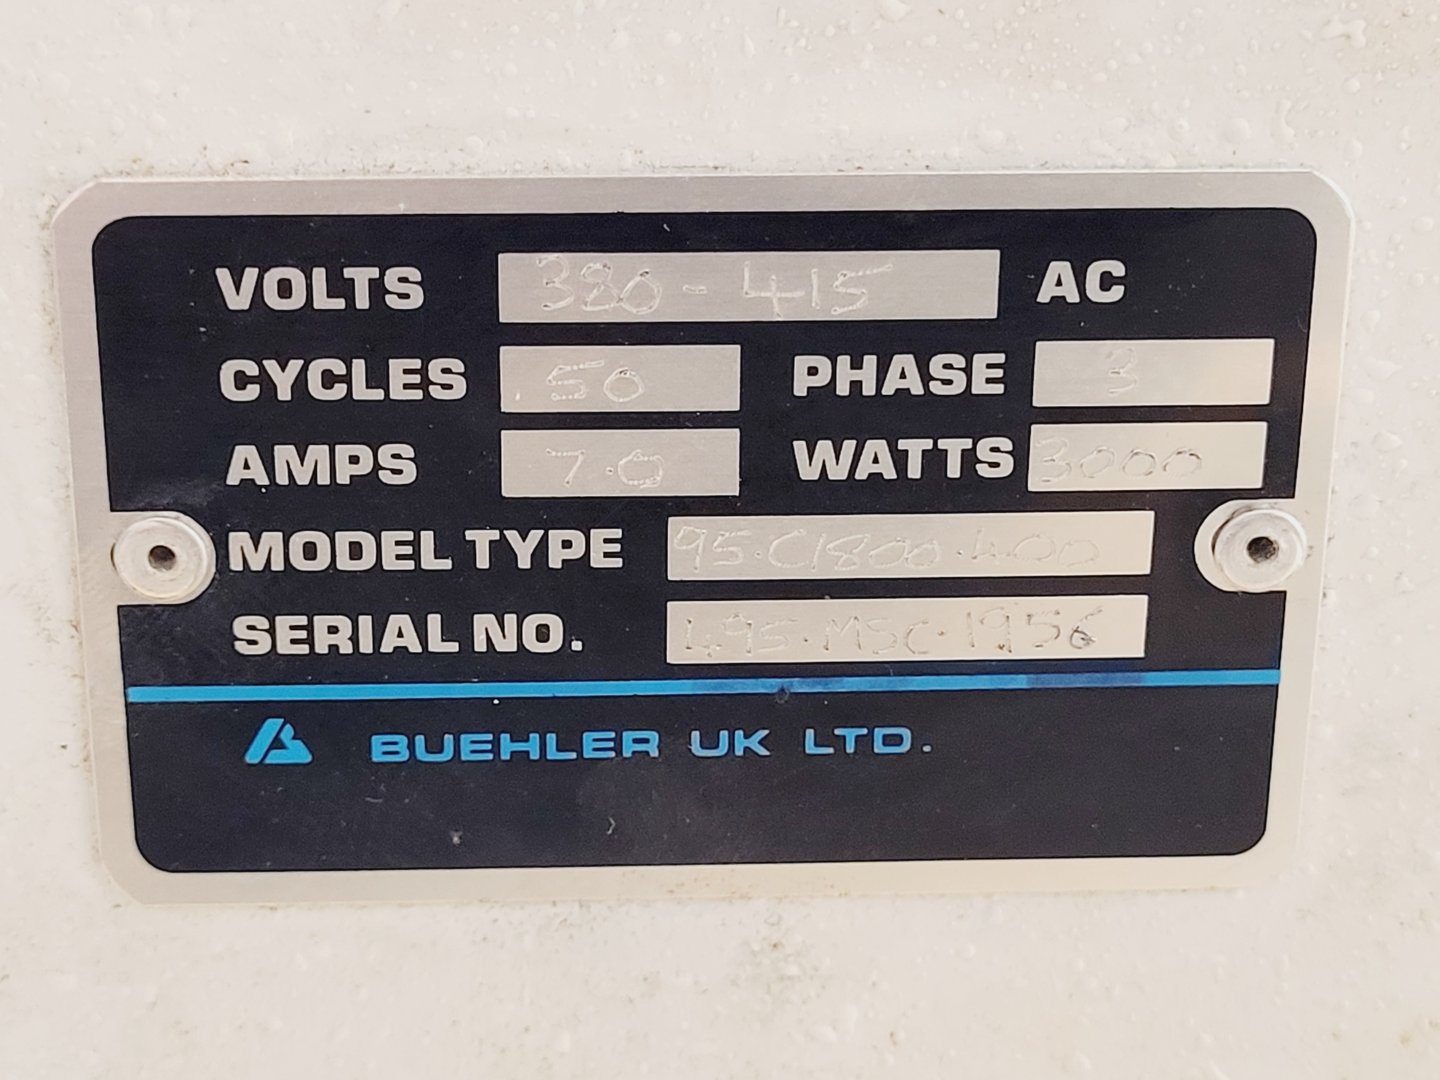 VOLTS 380 - 415 AC
CYCLES 50 PHASE 3
AMPS 7.0 WATTS 3000
MODEL TYPE 95.C1800.400
SERIAL NO. 495.MSC.1956
BUEHLER UK LTD.